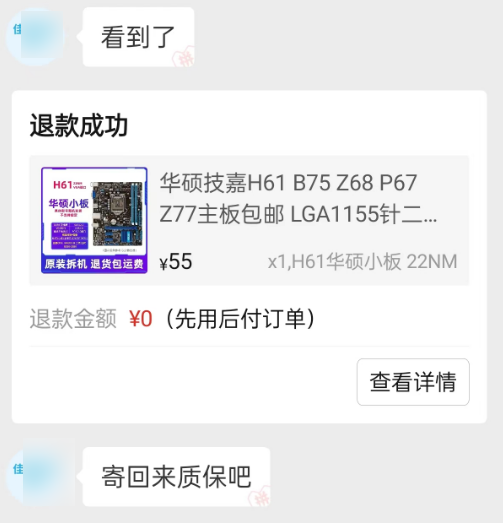 佳
看到了
退款成功
H61
华硕小板
原装拆机 退货包运费
华硕技嘉H61 B75 Z68 P67
Z77主板包邮 LGA1155针二...
¥55
x1,H61华硕小板 22NM
退款金额 ¥0（先用后付订单）
查看详情
佳
寄回来质保吧